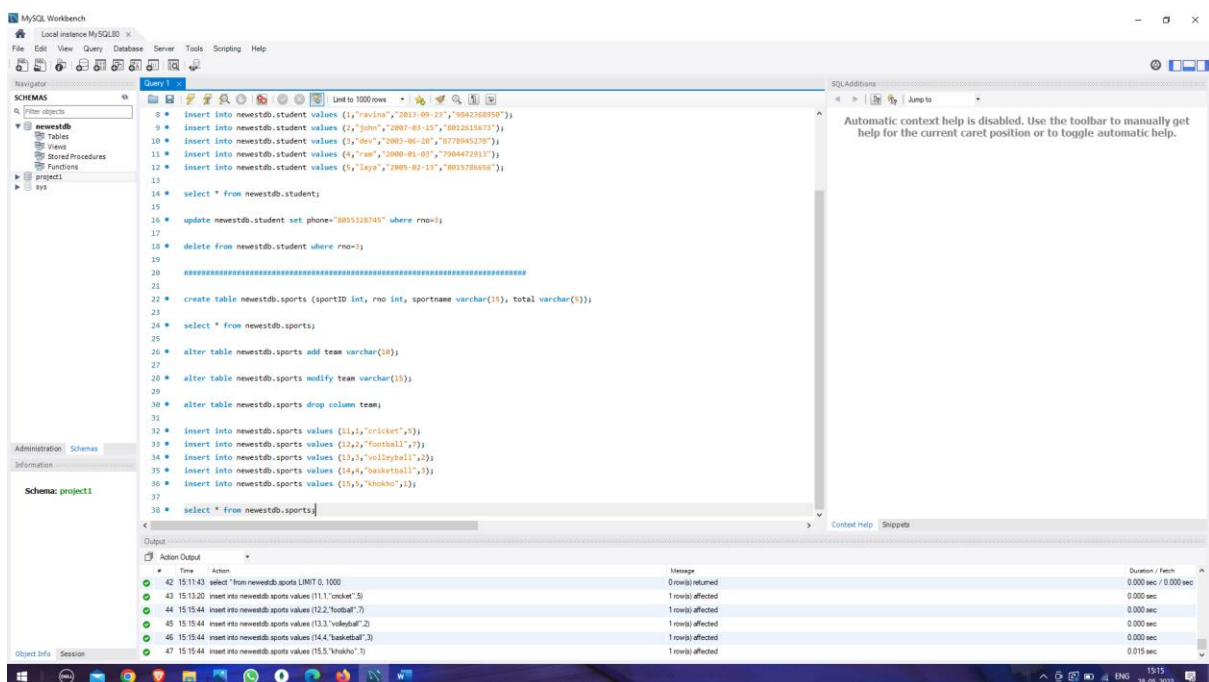 MySQL Workbench
Local instance MySQL80 ×
File Edit View Query Database Server Tools Scripting Help
Navigator
SCHEMAS
Filter objects
newestdb
Tables
Views
Stored Procedures
Functions
project1
sys
Administration Schemas
Information
Schema: project1
Object Info Session
Query 1 ×
Limit to 1000 rows
8 insert into newestdb.student values (1,"ravina","2013-09-23","9842368950");
9 insert into newestdb.student values (2,"john","2007-03-15","8012615673");
10 insert into newestdb.student values (3,"dev","2003-06-20","8778945278");
11 insert into newestdb.student values (4,"ram","2000-01-03","7904472913");
12 insert into newestdb.student values (5,"laya","2005-02-13","8015786656");
13
14 select * from newestdb.student;
15
16 update newestdb.student set phone="8055328745" where rno=3;
17
18 delete from newestdb.student where rno=3;
19
20
21
22 create table newestdb.sports (sportID int, rno int, sportname varchar(15), total varchar(5));
23
24 select * from newestdb.sports;
25
26 alter table newestdb.sports add team varchar(10);
27
28 alter table newestdb.sports modify team varchar(15);
29
30 alter table newestdb.sports drop column team;
31
32 insert into newestdb.sports values (11,1,"cricket",5);
33 insert into newestdb.sports values (12,2,"football",7);
34 insert into newestdb.sports values (13,3,"volleyball",2);
35 insert into newestdb.sports values (14,4,"basketball",3);
36 insert into newestdb.sports values (15,5,"khokho",1);
37
38 select * from newestdb.sports;
SQLAdditions
Jump to
Automatic context help is disabled. Use the toolbar to manually get
help for the current caret position or to toggle automatic help.
Context Help Snippets
Output
Action Output
# Time Action Message Duration / Fetch
42 15:11:43 select * from newestdb.sports LIMIT 0, 1000 0 row(s) returned 0.000 sec / 0.000 sec
43 15:13:20 insert into newestdb.sports values (11,1,"cricket",5) 1 row(s) affected 0.000 sec
44 15:15:44 insert into newestdb.sports values (12,2,"football",7) 1 row(s) affected 0.000 sec
45 15:15:44 insert into newestdb.sports values (13,3,"volleyball",2) 1 row(s) affected 0.000 sec
46 15:15:44 insert into newestdb.sports values (14,4,"basketball",3) 1 row(s) affected 0.000 sec
47 15:15:44 insert into newestdb.sports values (15,5,"khokho",1) 1 row(s) affected 0.015 sec
DELL
ENG
15:15